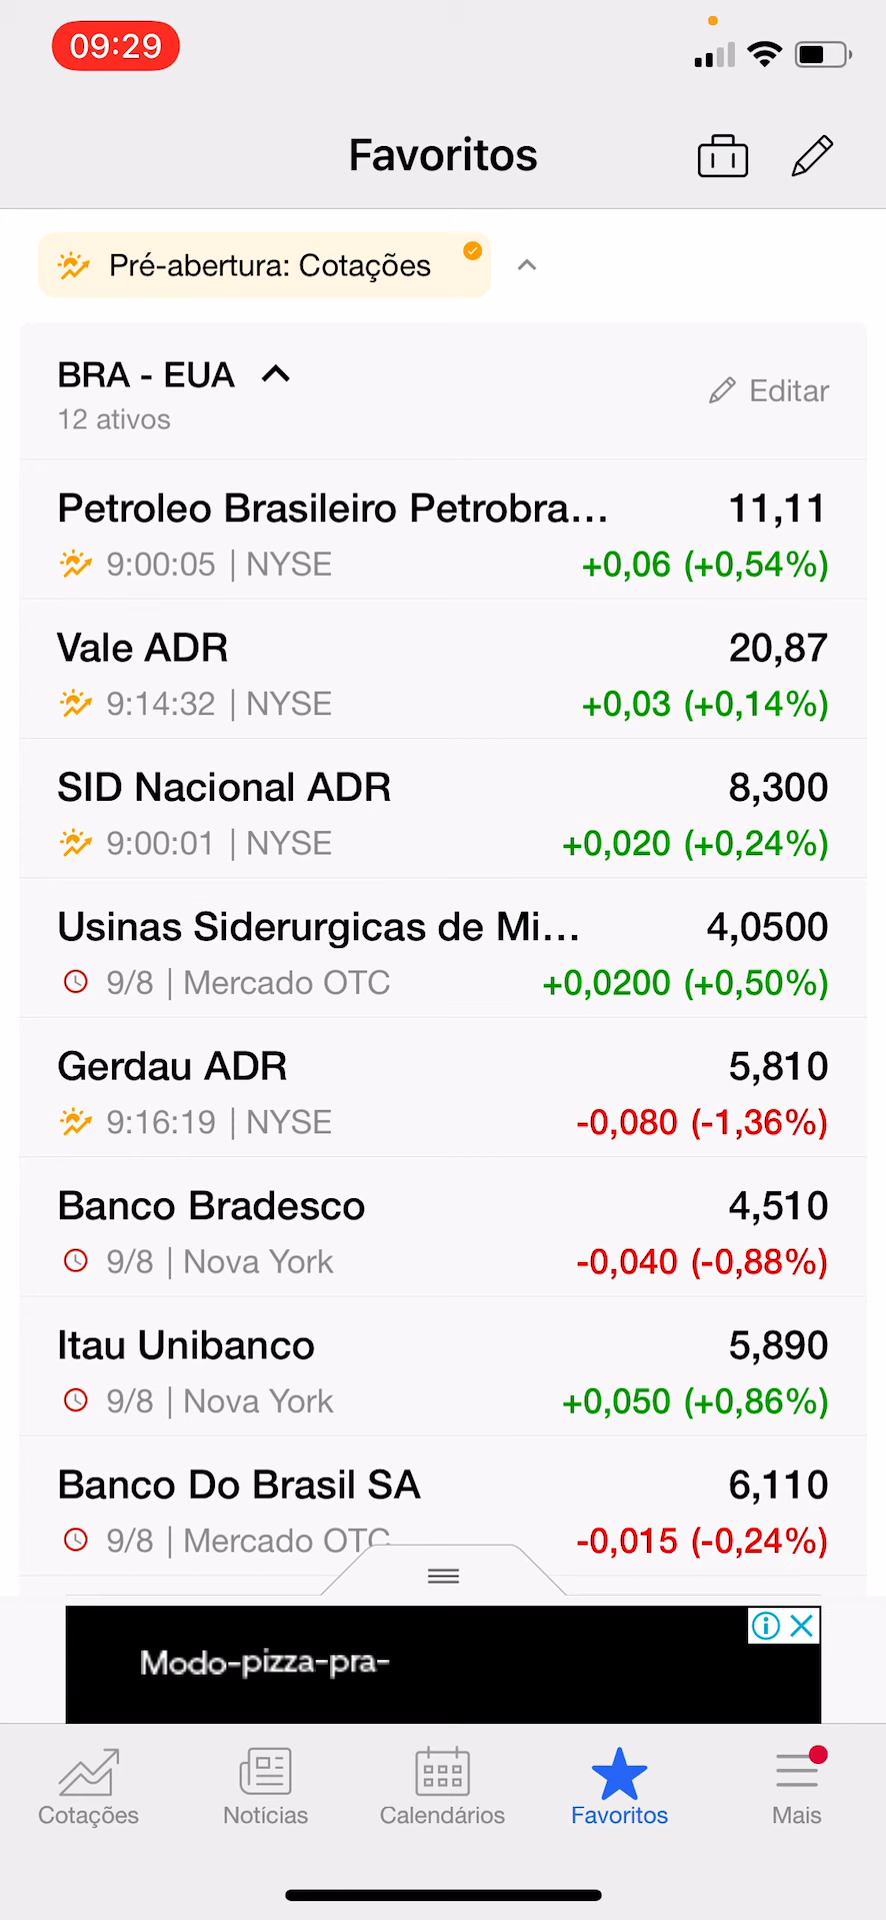 09:29
Favoritos
Pré-abertura: Cotações
BRA - EUA
Editar
12 ativos
Petroleo Brasileiro Petrobra... 11,11
9:00:05 | NYSE +0,06 (+0,54%)
Vale ADR 20,87
9:14:32 | NYSE +0,03 (+0,14%)
SID Nacional ADR 8,300
9:00:01 | NYSE +0,020 (+0,24%)
Usinas Siderurgicas de Mi... 4,0500
9/8 | Mercado OTC +0,0200 (+0,50%)
Gerdau ADR 5,810
9:16:19 | NYSE -0,080 (-1,36%)
Banco Bradesco 4,510
9/8 | Nova York -0,040 (-0,88%)
Itau Unibanco 5,890
9/8 | Nova York +0,050 (+0,86%)
Banco Do Brasil SA 6,110
9/8 | Mercado OTC -0,015 (-0,24%)
Modo-pizza-pra-
Cotações Notícias Calendários Favoritos Mais